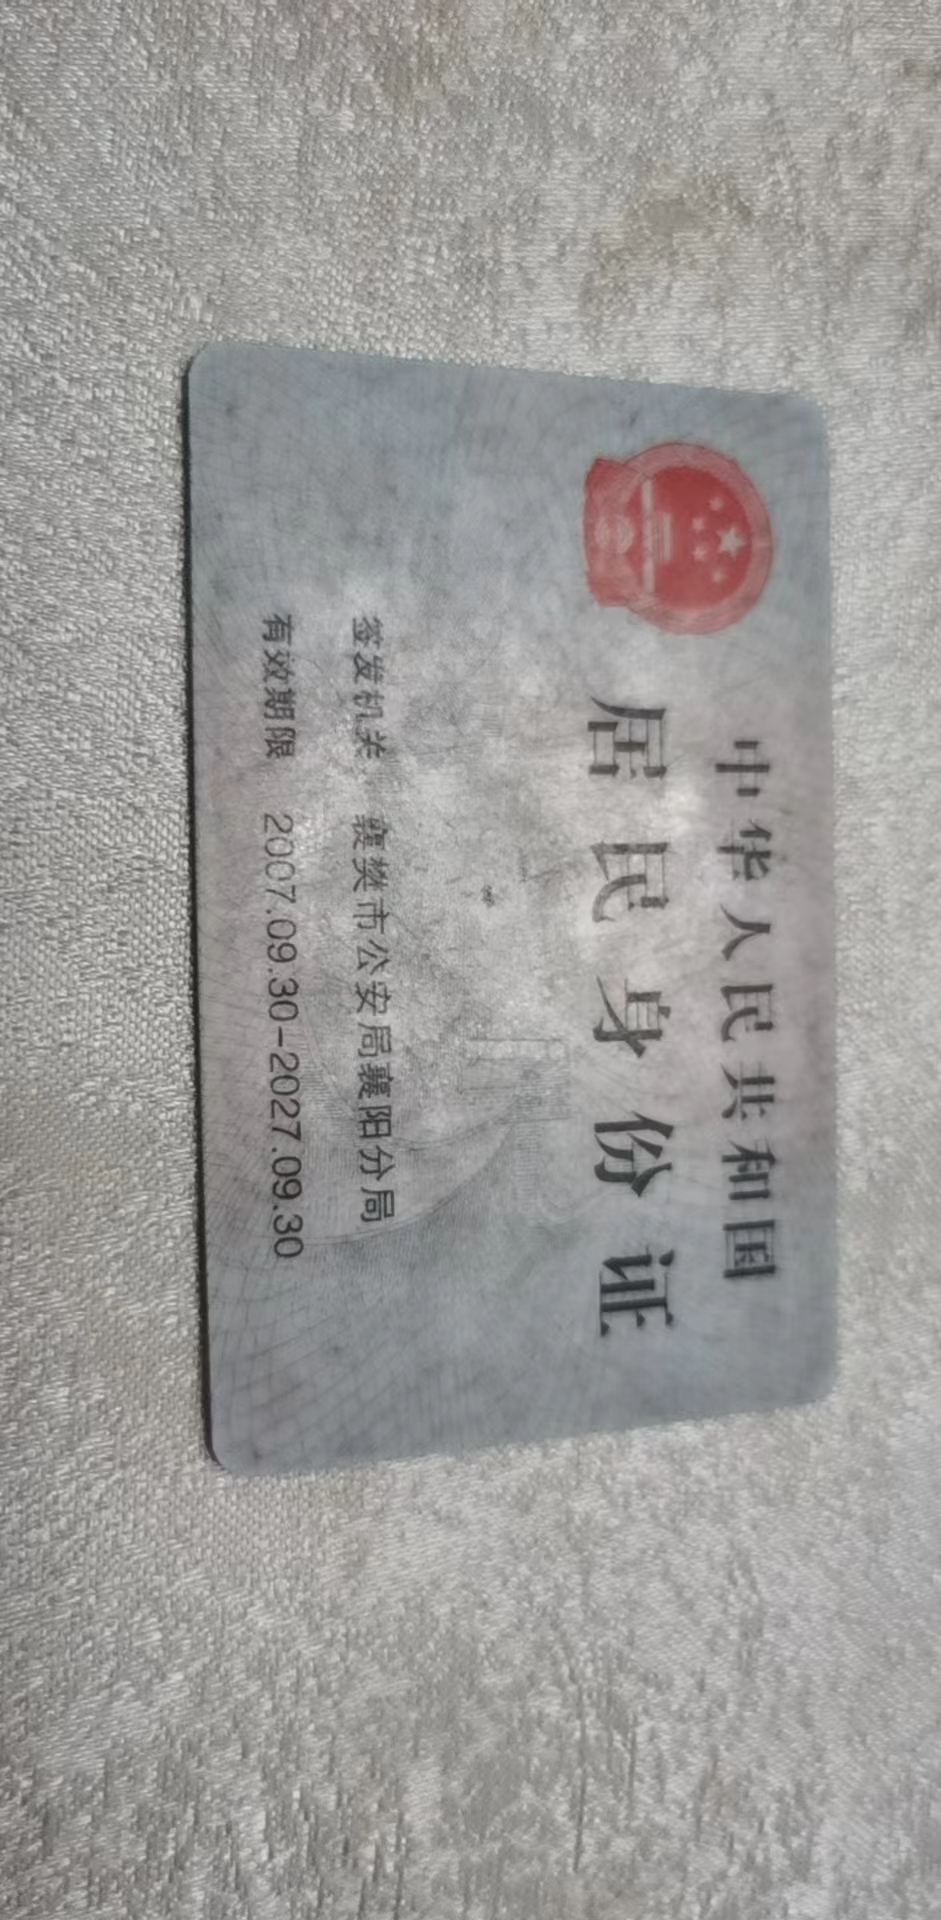 中华人民共和国
居民身份证
签发机关 襄樊市公安局襄阳分局
有效期限 2007.09.30-2027.09.30